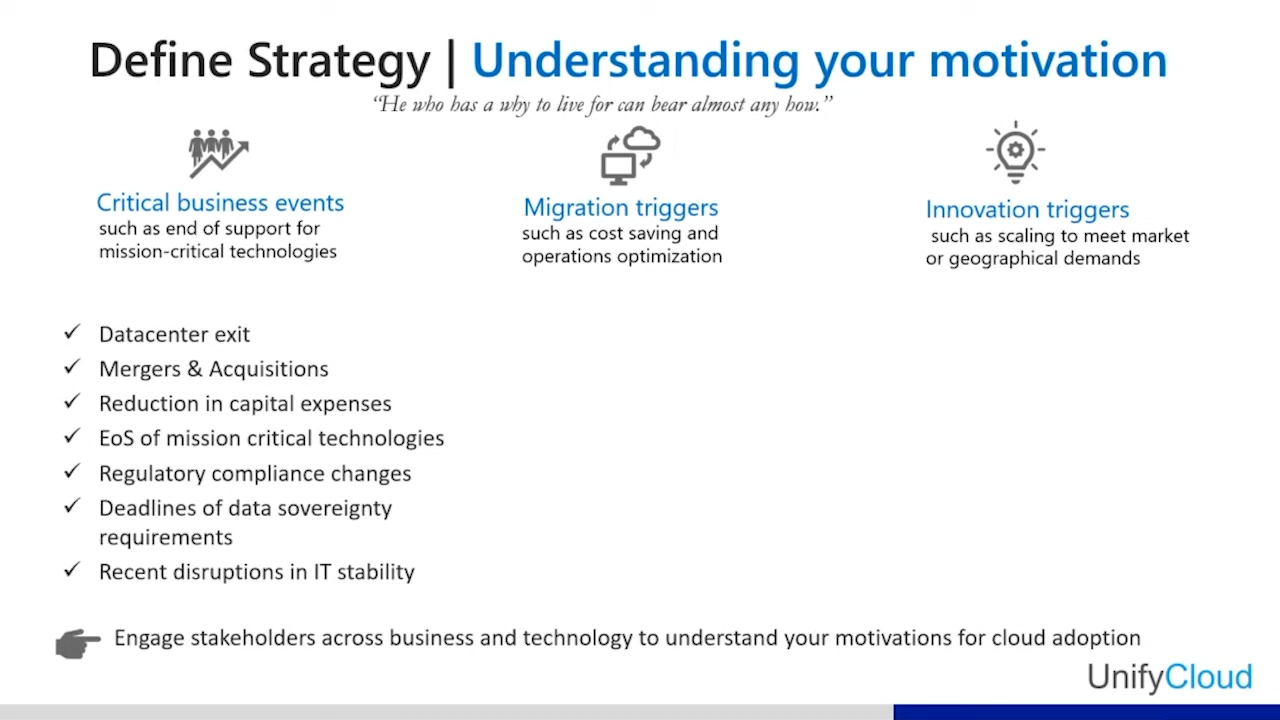 Define Strategy | Understanding your motivation
“He who has a why to live for can bear almost any how.”
Critical business events
such as end of support for
mission-critical technologies
Migration triggers
such as cost saving and
operations optimization
Innovation triggers
such as scaling to meet market
or geographical demands
✓ Datacenter exit
✓ Mergers & Acquisitions
✓ Reduction in capital expenses
✓ EoS of mission critical technologies
✓ Regulatory compliance changes
✓ Deadlines of data sovereignty
requirements
✓ Recent disruptions in IT stability
Engage stakeholders across business and technology to understand your motivations for cloud adoption
UnifyCloud